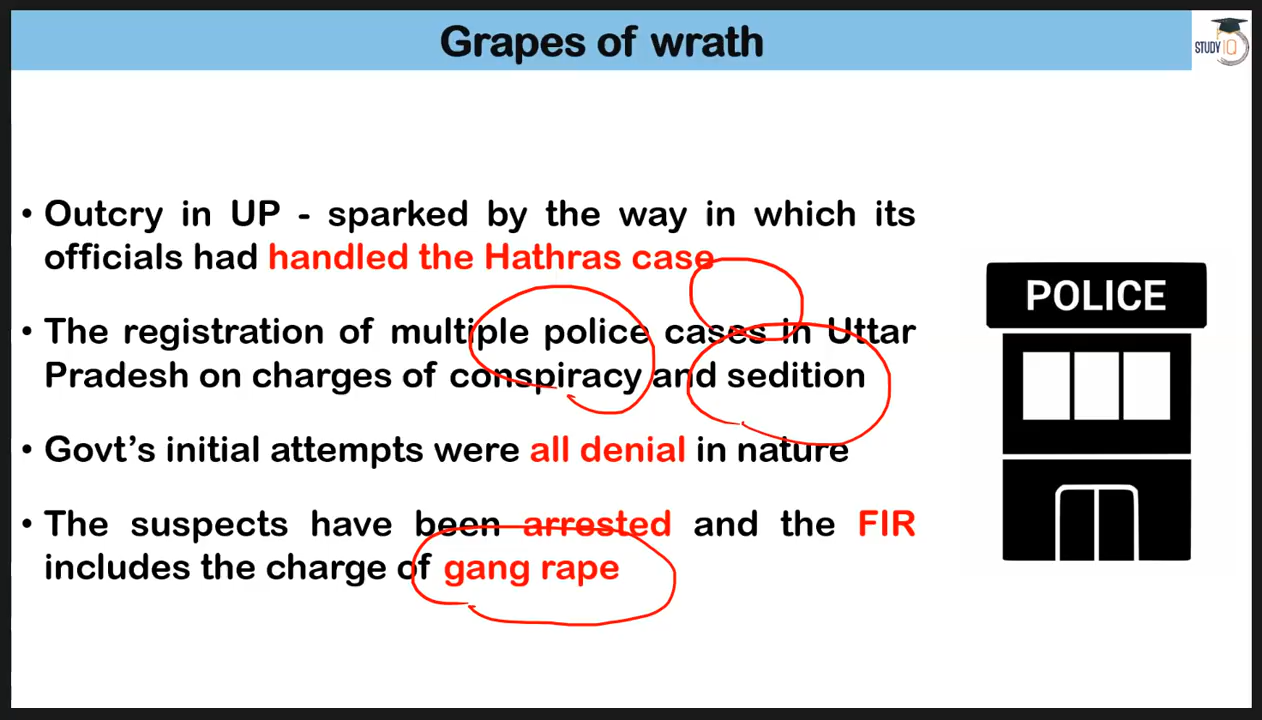 Grapes of wrath
STUDY IQ
• Outcry in UP - sparked by the way in which its
officials had handled the Hathras case
• The registration of multiple police cases in Uttar
Pradesh on charges of conspiracy and sedition
• Govt's initial attempts were all denial in nature
• The suspects have been arrested and the FIR
includes the charge of gang rape
POLICE